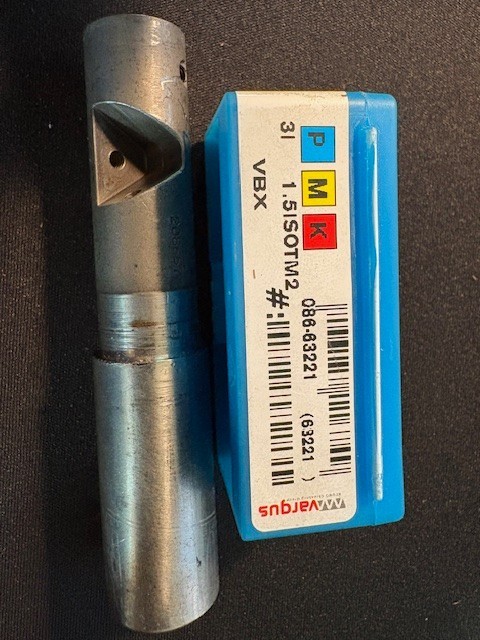 P M K
3I 1.5ISOTM2
VBX
086-63221 (63221 )
#:
vargus